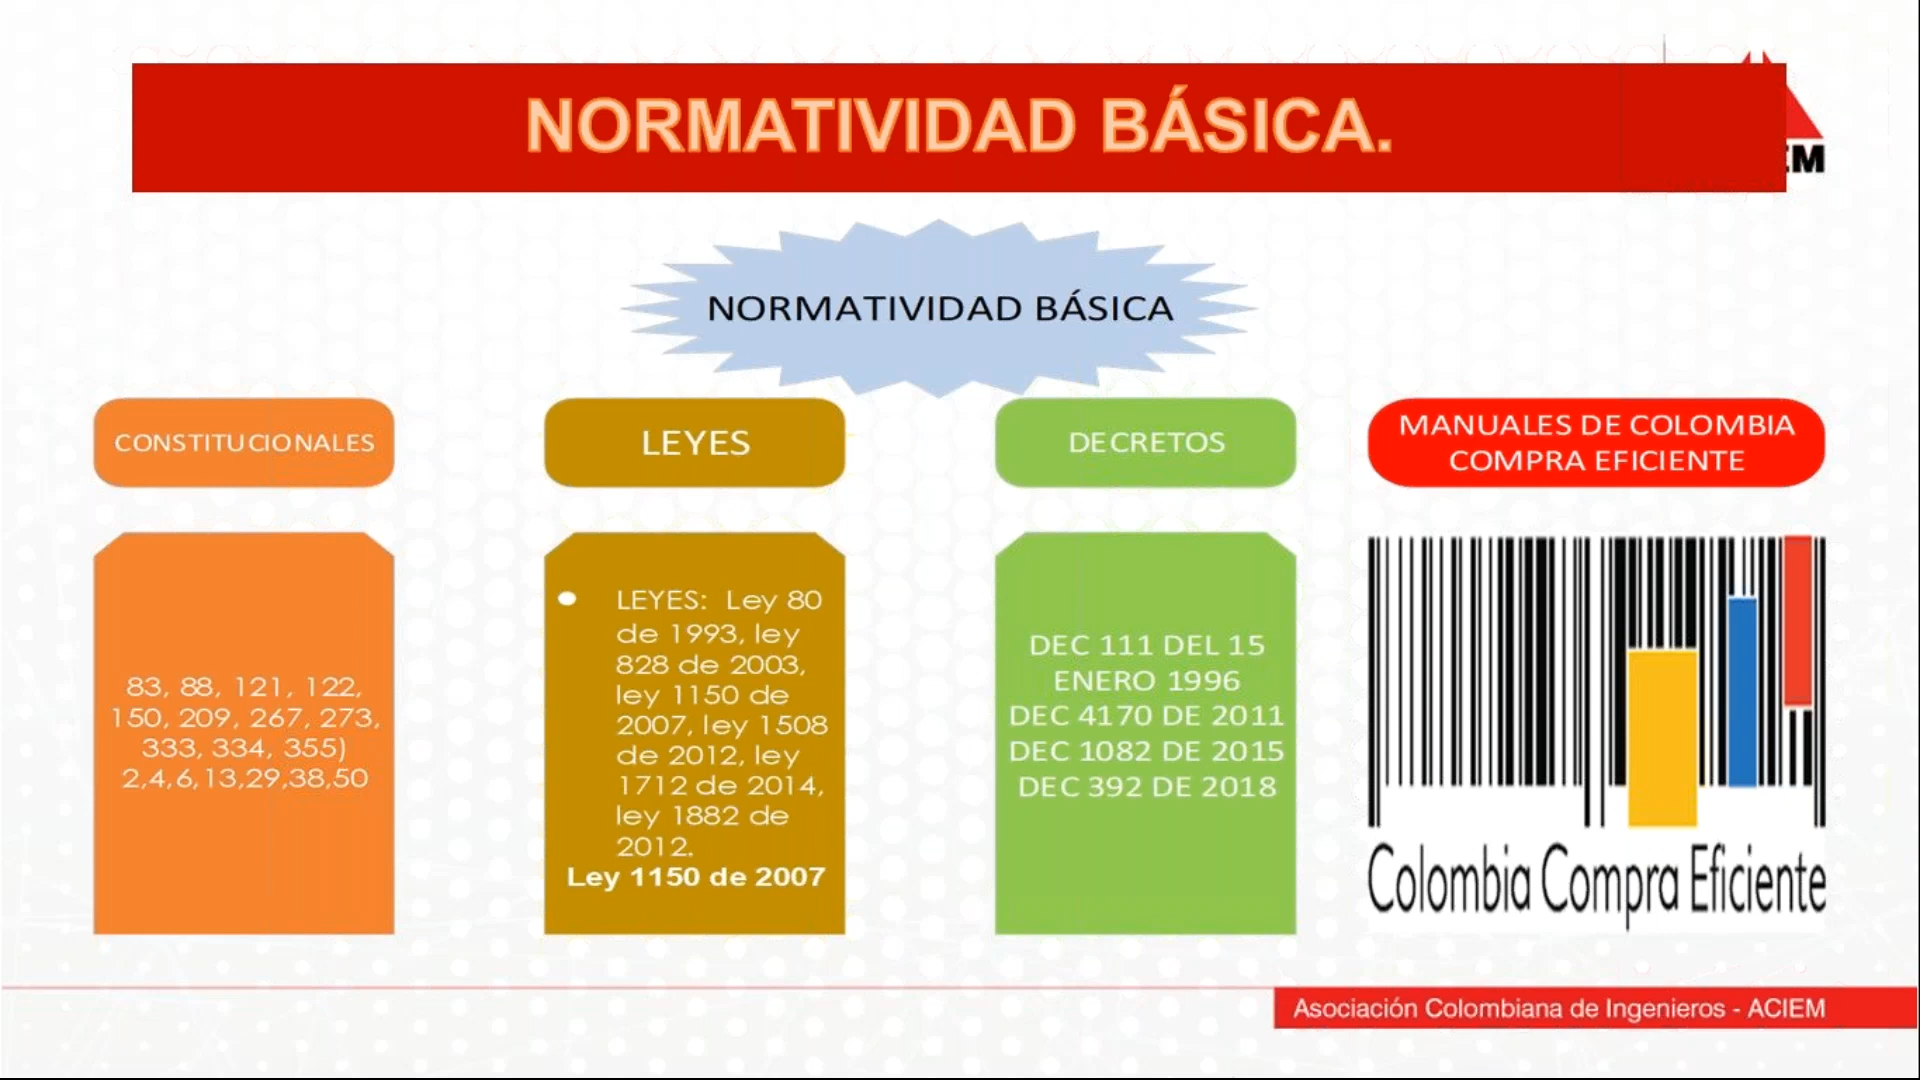 NORMATIVIDAD BÁSICA.
EM
NORMATIVIDAD BÁSICA
CONSTITUCIONALES
83, 88, 121, 122,
150, 209, 267, 273,
333, 334, 355)
2,4,6,13,29,38,50
LEYES
LEYES: Ley 80
de 1993, ley
828 de 2003,
ley 1150 de
2007, ley 1508
de 2012, ley
1712 de 2014,
ley 1882 de
2012.
Ley 1150 de 2007
DECRETOS
DEC 111 DEL 15
ENERO 1996
DEC 4170 DE 2011
DEC 1082 DE 2015
DEC 392 DE 2018
MANUALES DE COLOMBIA
COMPRA EFICIENTE
Colombia Compra Eficiente
Asociación Colombiana de Ingenieros - ACIEM